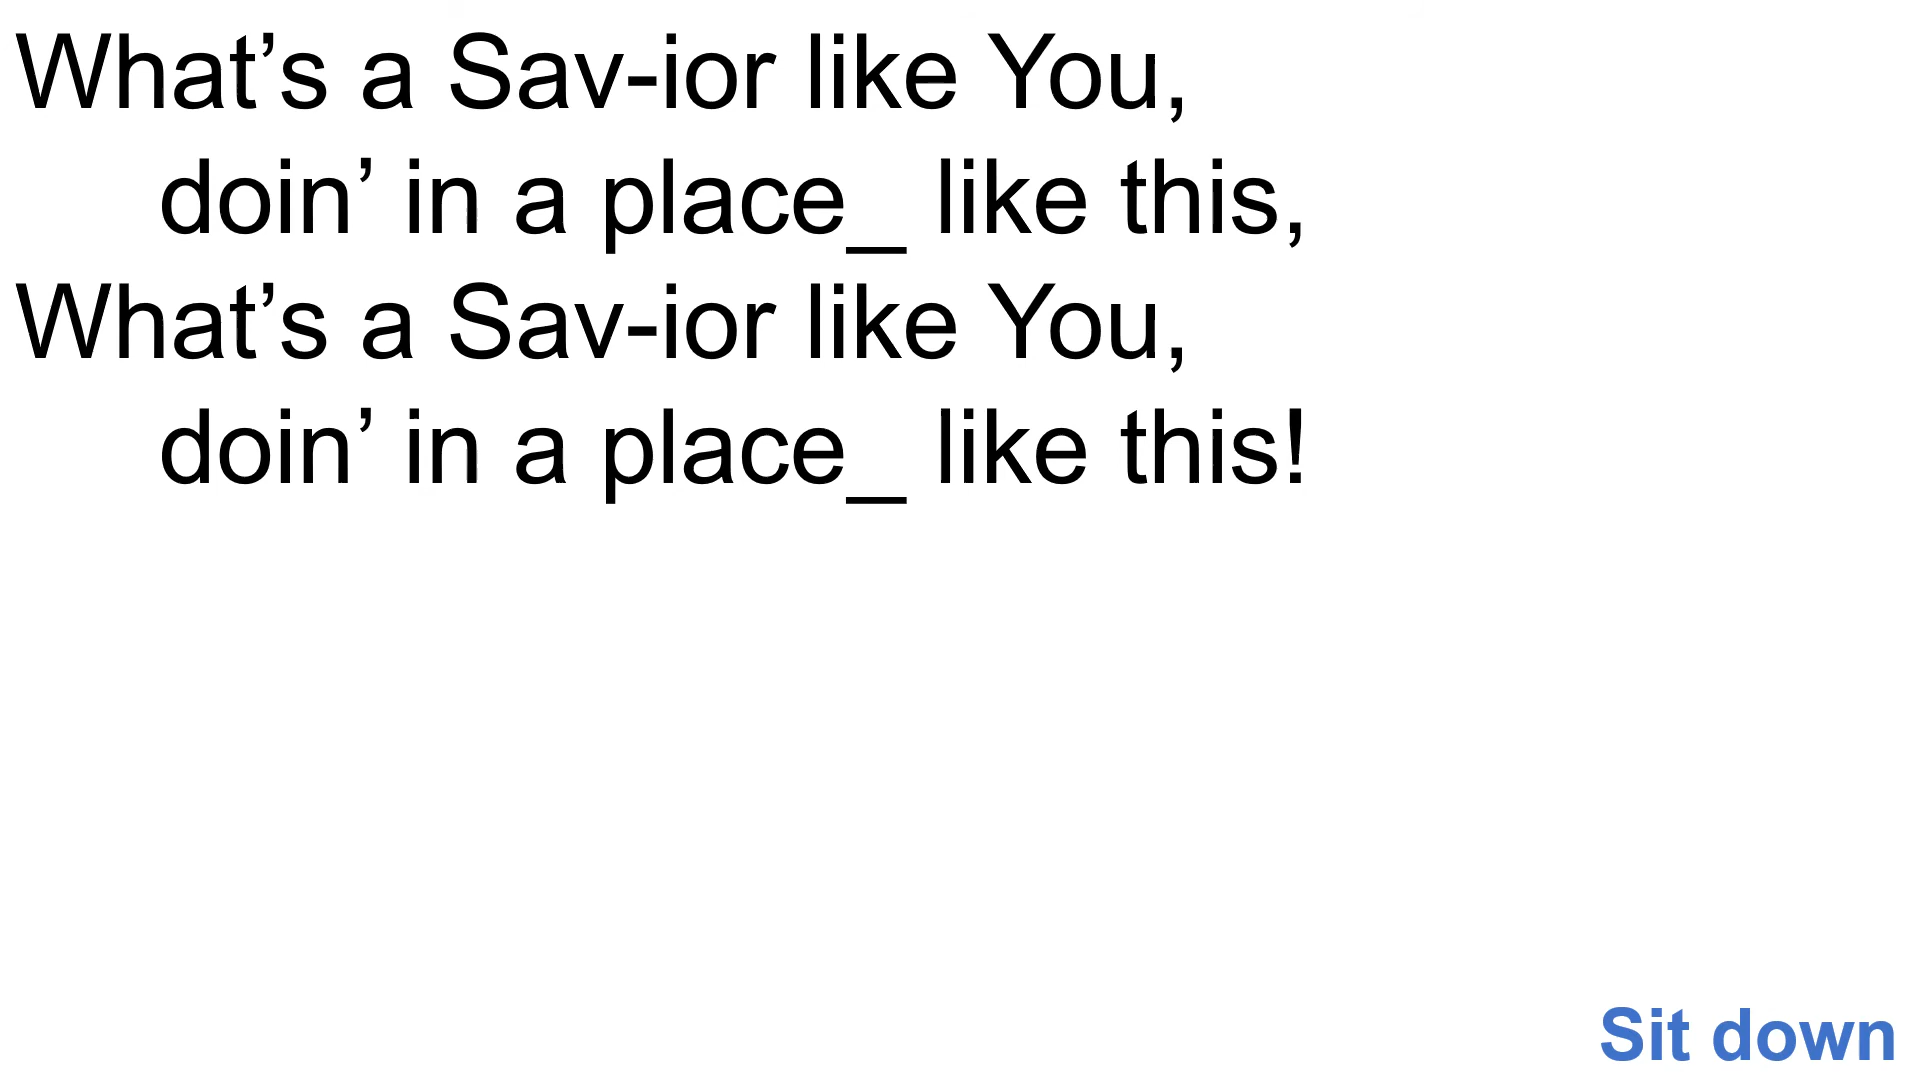 What’s a Sav-ior like You,
doin’ in a place_ like this,
What’s a Sav-ior like You,
doin’ in a place_ like this!
Sit down